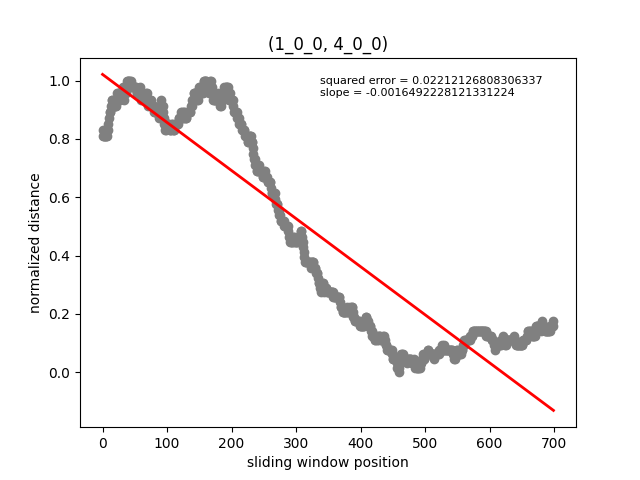 (1_0_0, 4_0_0)
squared error = 0.02212126808306337
slope = -0.0016492228121331224
1.0
0.8
0.6
0.4
0.2
0.0
normalized distance
0 100 200 300 400 500 600 700
sliding window position